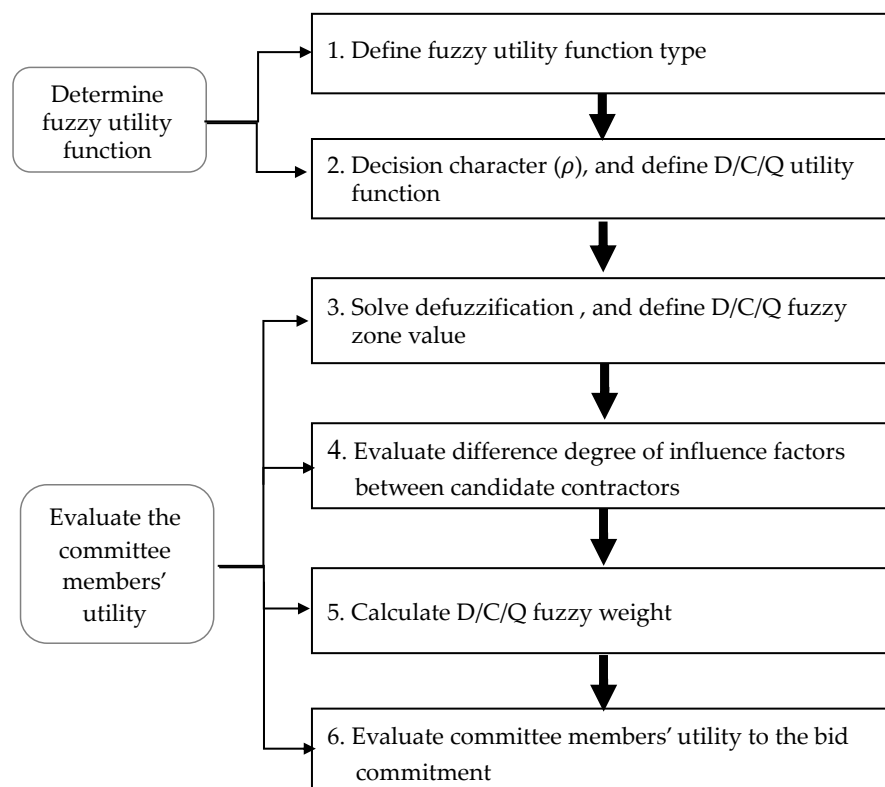 1. Define fuzzy utility function type
Determine
fuzzy utility
function
2. Decision character (ρ), and define D/C/Q utility
function
3. Solve defuzzification , and define D/C/Q fuzzy
zone value
4. Evaluate difference degree of influence factors
between candidate contractors
Evaluate the
committee
members’
utility
5. Calculate D/C/Q fuzzy weight
6. Evaluate committee members’ utility to the bid
commitment